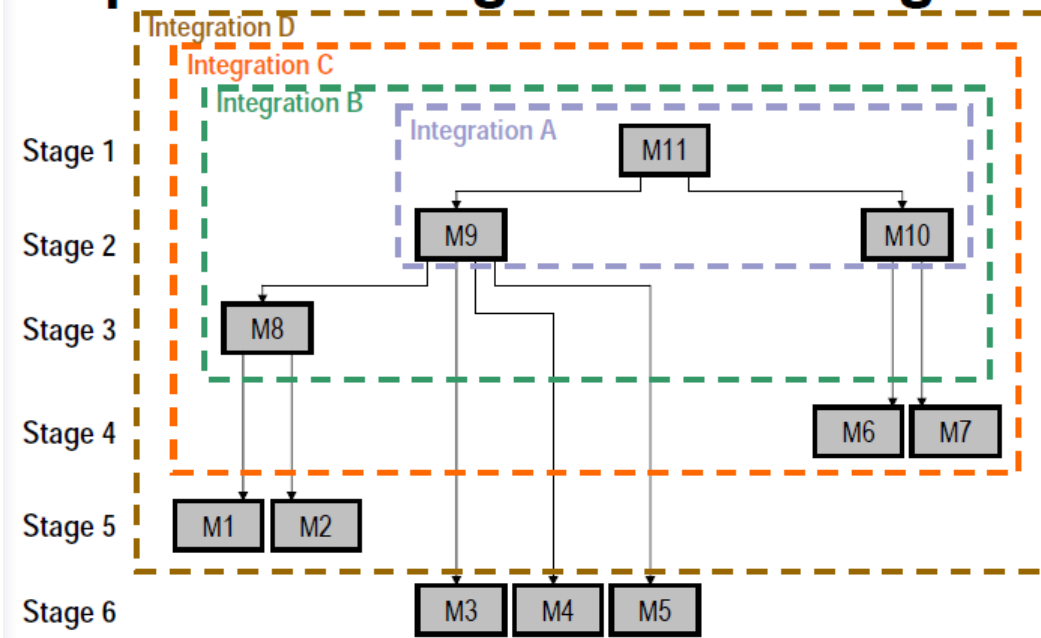 Integration D
Integration C
Integration B
Integration A
Stage 1
M11
Stage 2
M9 M10
Stage 3
M8
Stage 4
M6 M7
Stage 5
M1 M2
Stage 6
M3 M4 M5